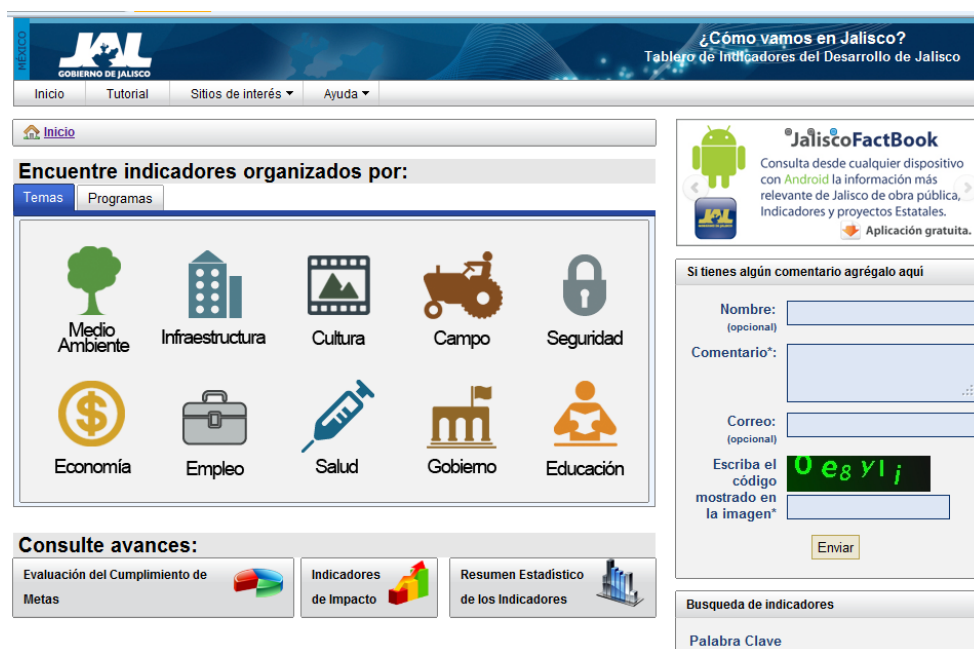 MÉXICO
JAL
GOBIERNO DE JALISCO
¿Cómo vamos en Jalisco?
Tablero de Indicadores del Desarrollo de Jalisco
Inicio Tutorial Sitios de interés Ayuda
Inicio
Encuentre indicadores organizados por:
Temas Programas
Medio
Ambiente
Infraestructura
Cultura
Campo
Seguridad
Economía
Empleo
Salud
Gobierno
Educación
Consulte avances:
Evaluación del Cumplimiento de
Metas
Indicadores
de Impacto
Resumen Estadístico
de los Indicadores
JaliscoFactBook
Consulta desde cualquier dispositivo
con Android la información más
relevante de Jalisco de obra pública,
Indicadores y proyectos Estatales.
JAL
Aplicación gratuita.
Si tienes algún comentario agrégalo aquí
Nombre:
(opcional)
Comentario*:
Correo:
(opcional)
Escriba el
código
mostrado en
la imagen*
Enviar
Busqueda de indicadores
Palabra Clave